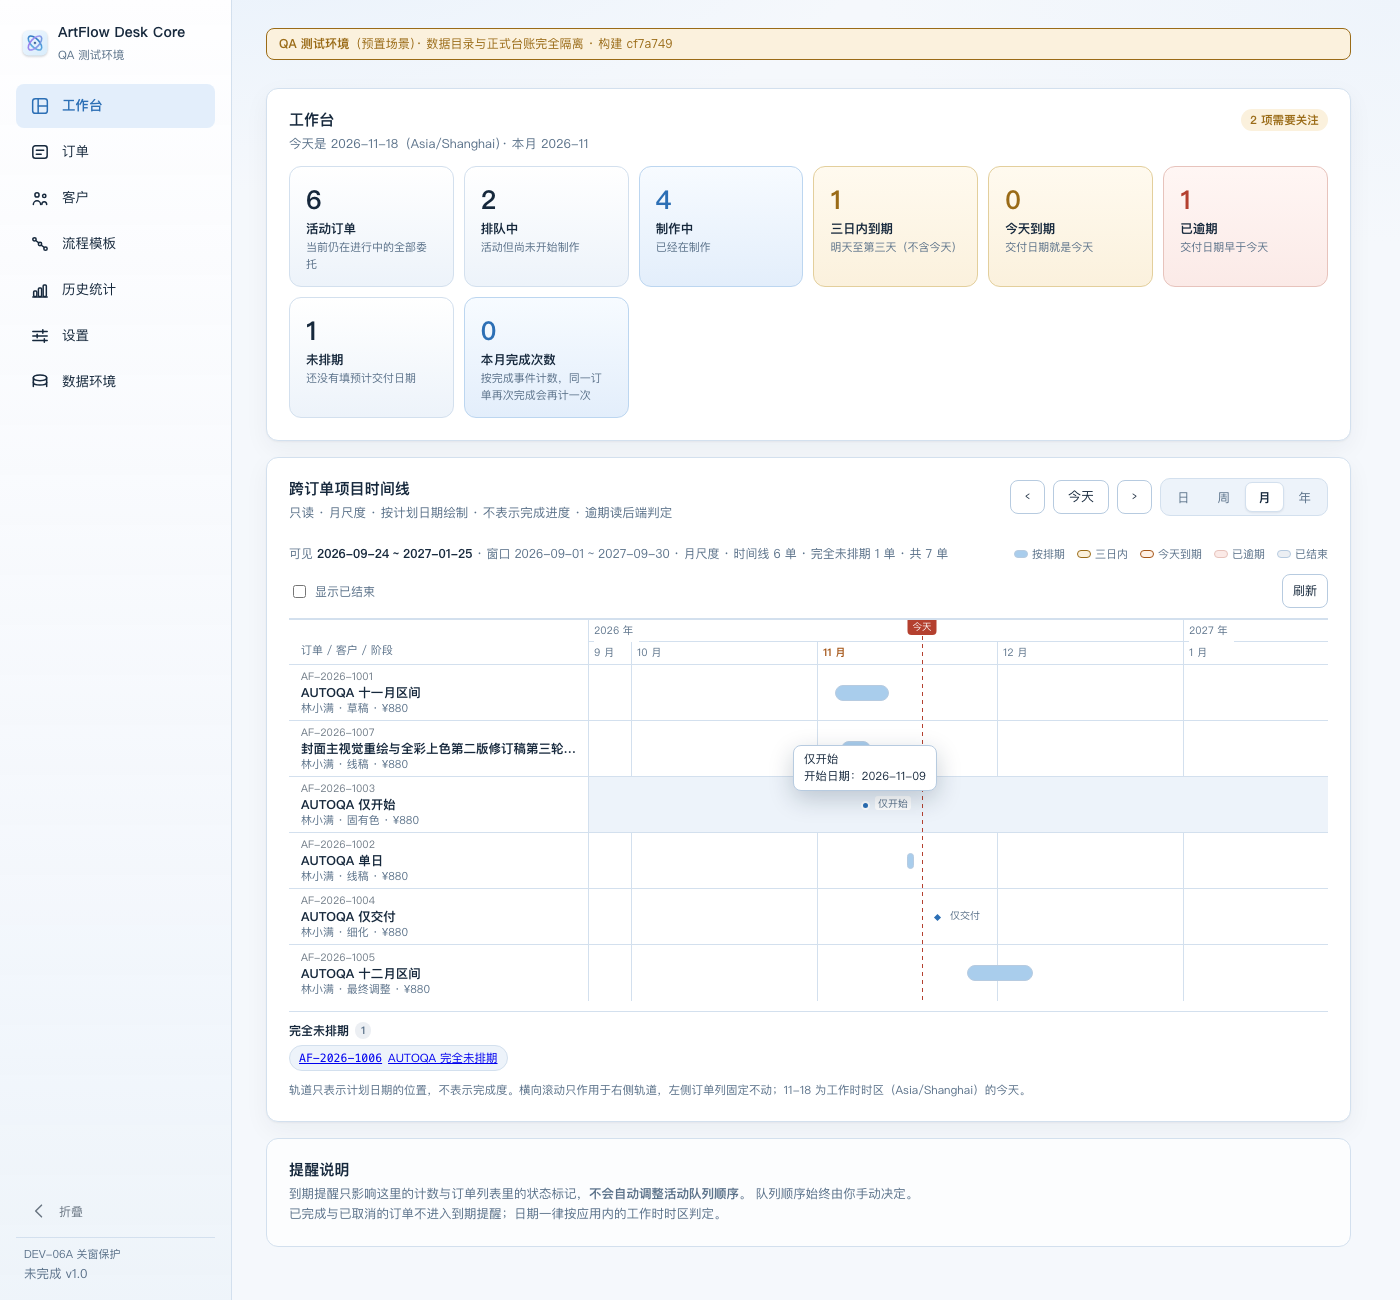 ArtFlow Desk Core
QA 测试环境
工作台
订单
客户
流程模板
历史统计
设置
数据环境
折叠
DEV-06A 关窗保护
未完成 v1.0
QA 测试环境（预置场景）· 数据目录与正式台账完全隔离 · 构建 cf7a749
工作台
今天是 2026-11-18（Asia/Shanghai）· 本月 2026-11
2 项需要关注
6
活动订单
当前仍在进行中的全部委
托
2
排队中
活动但尚未开始制作
4
制作中
已经在制作
1
三日内到期
明天至第三天（不含今天）
0
今天到期
交付日期就是今天
1
已逾期
交付日期早于今天
1
未排期
还没有填预计交付日期
0
本月完成次数
按完成事件计数，同一订
单再次完成会再计一次
跨订单项目时间线
只读 · 月尺度 · 按计划日期绘制 · 不表示完成进度 · 逾期读后端判定
‹ 今天 › 日 周 月 年
可见 2026-09-24 ~ 2027-01-25 · 窗口 2026-09-01 ~ 2027-09-30 · 月尺度 · 时间线 6 单 · 完全未排期 1 单 · 共 7 单
按排期 三日内 今天到期 已逾期 已结束
显示已结束
刷新
订单 / 客户 / 阶段
2026 年 今天 2027 年
9 月 10 月 11 月 12 月 1 月
AF-2026-1001
AUTOQA 十一月区间
林小满 · 草稿 · ¥880
AF-2026-1007
封面主视觉重绘与全彩上色第二版修订稿第三轮...
林小满 · 线稿 · ¥880
仅开始
开始日期：2026-11-09
AF-2026-1003
AUTOQA 仅开始
林小满 · 固有色 · ¥880
仅开始
AF-2026-1002
AUTOQA 单日
林小满 · 线稿 · ¥880
AF-2026-1004
AUTOQA 仅交付
林小满 · 细化 · ¥880
仅交付
AF-2026-1005
AUTOQA 十二月区间
林小满 · 最终调整 · ¥880
完全未排期 1
AF-2026-1006 AUTOQA 完全未排期
轨道只表示计划日期的位置，不表示完成度。横向滚动只作用于右侧轨道，左侧订单列固定不动；11-18 为工作时时区（Asia/Shanghai）的今天。
提醒说明
到期提醒只影响这里的计数与订单列表里的状态标记，不会自动调整活动队列顺序。 队列顺序始终由你手动决定。
已完成与已取消的订单不进入到期提醒；日期一律按应用内的工作时时区判定。